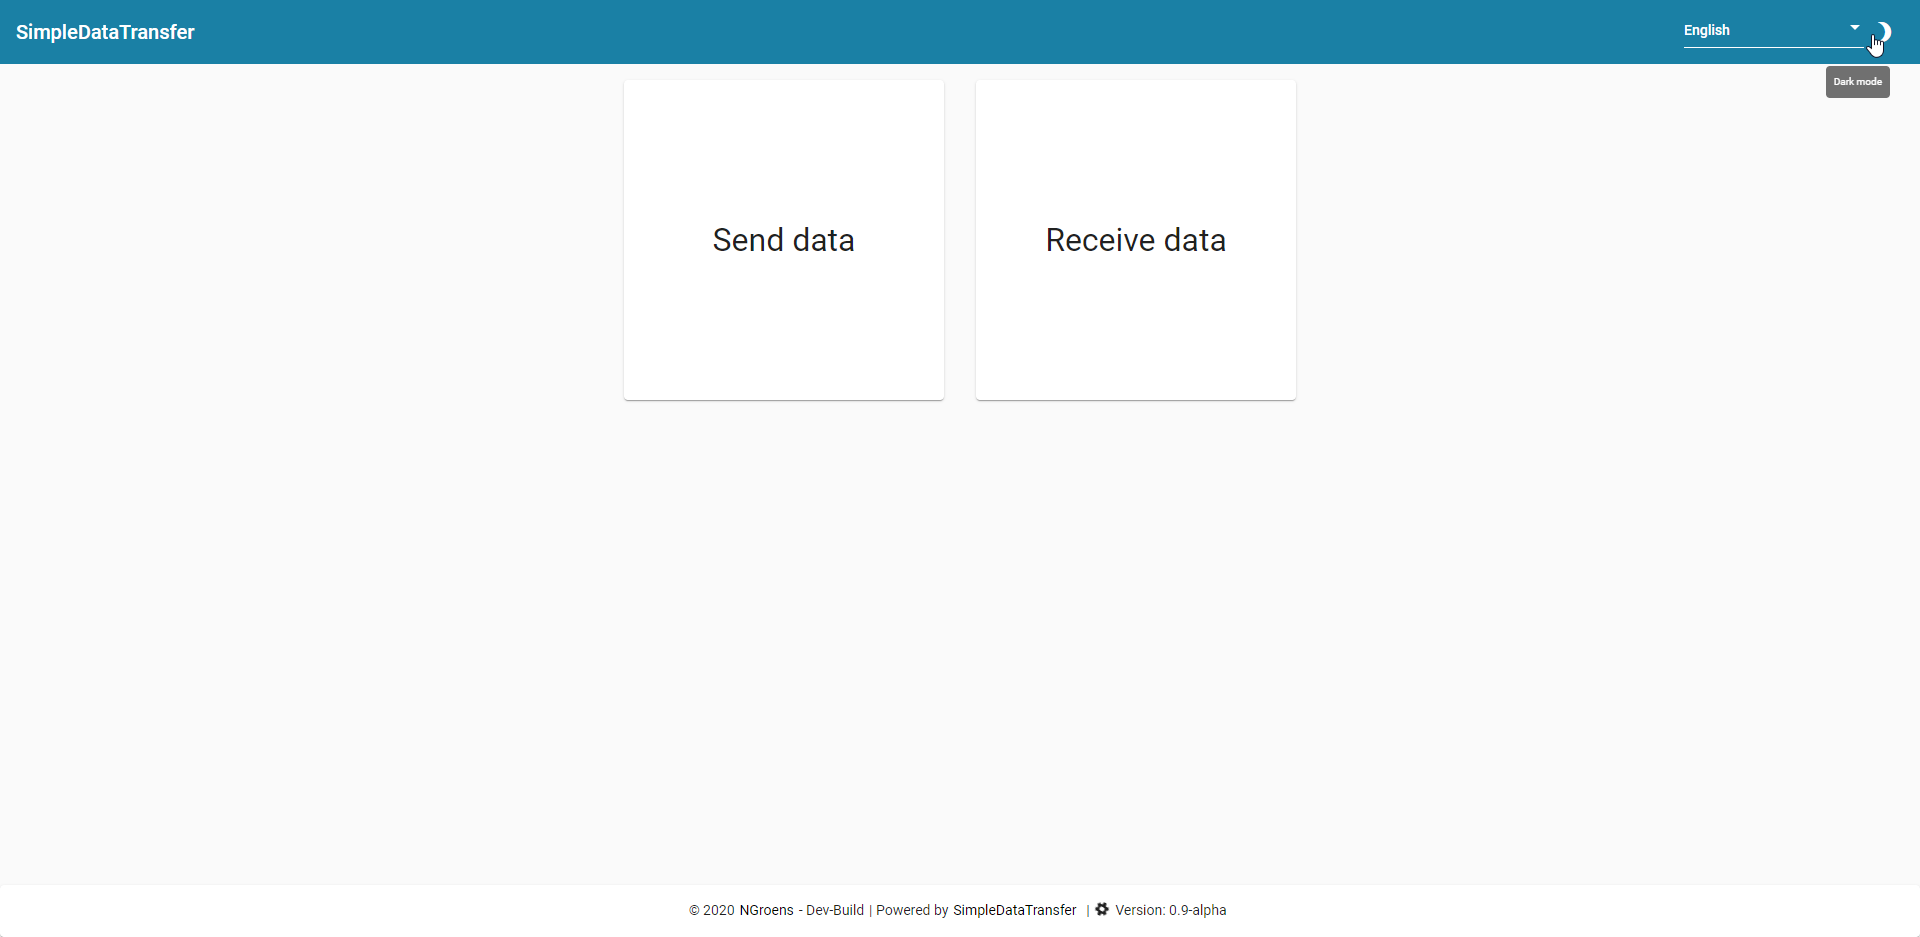 SimpleDataTransfer
English
Dark mode
Send data
Receive data
© 2020 NGroens - Dev-Build | Powered by SimpleDataTransfer | Version: 0.9-alpha